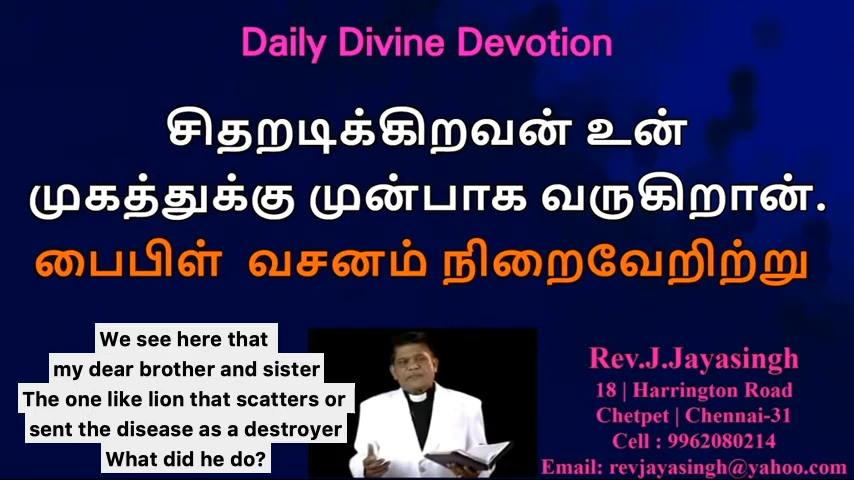 Daily Divine Devotion
சிதறடிக்கிறவன் உன்
முகத்துக்கு முன்பாக வருகிறான்.
பைபிள் வசனம் நிறைவேறிற்று
We see here that
my dear brother and sister
The one like lion that scatters or
sent the disease as a destroyer
What did he do?
Rev.J.Jayasingh
18 | Harrington Road
Chetpet | Chennai-31
Cell : 9962080214
Email: revjayasingh@yahoo.com